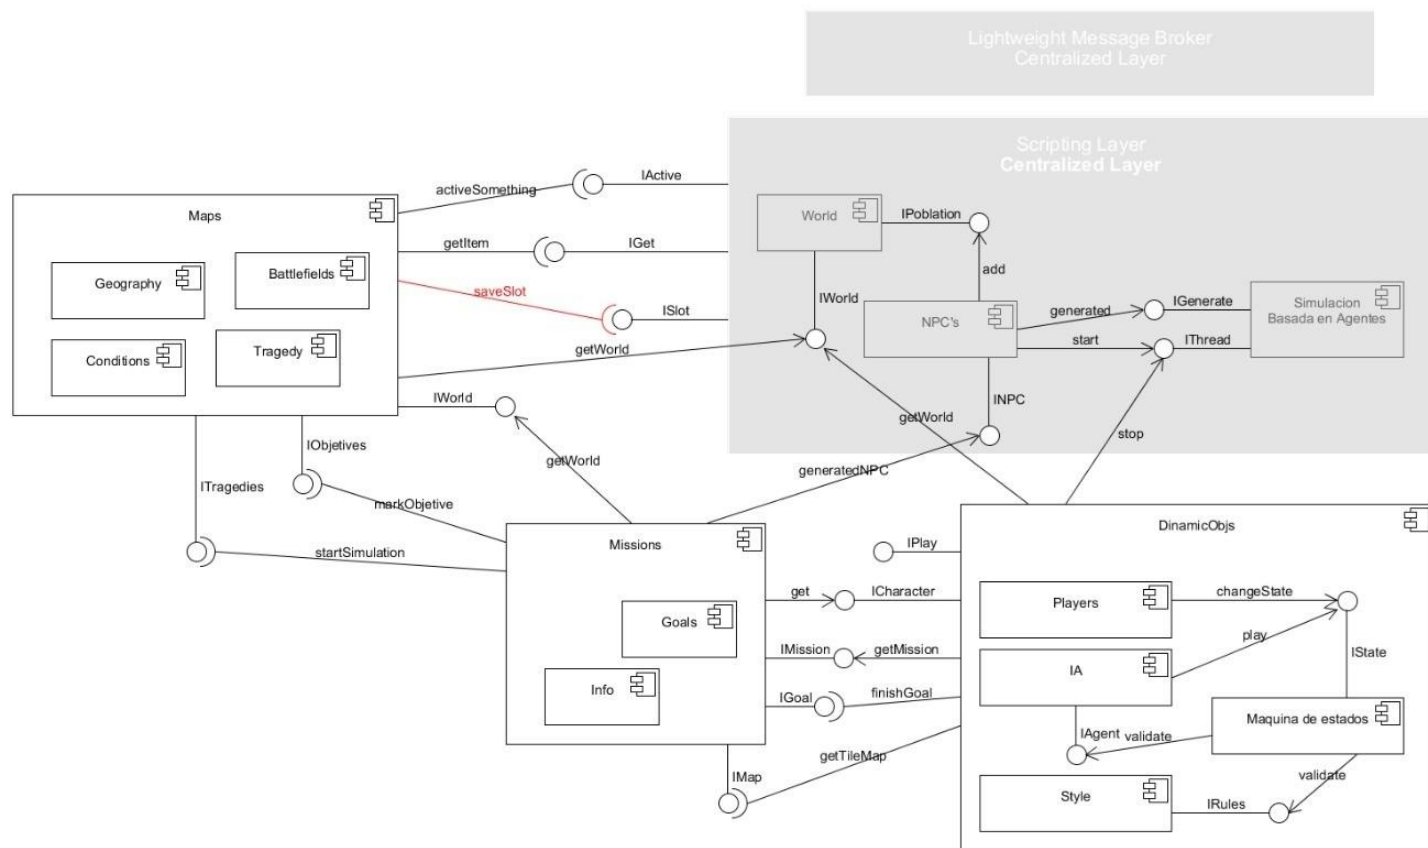 Lightweight Message Broker
Centralized Layer
Scripting Layer
Centralized Layer
activeSomething
IActive
Maps
World
IPoblation
getItem
IGet
Geography
Battlefields
add
saveSlot
ISlot
IWorld
NPC's
generated
IGenerate
Simulacion
Basada en Agentes
Conditions
Tragedy
getWorld
start
IThread
IWorld
INPC
getWorld
stop
IObjetives
getWorld
generatedNPC
ITragedies
markObjetive
startSimulation
Missions
DinamicObjs
IPlay
get
ICharacter
Players
changeState
Goals
play
IMission
getMission
IA
IState
Info
IGoal
finishGoal
Maquina de estados
IAgent
validate
getTileMap
IMap
validate
Style
IRules